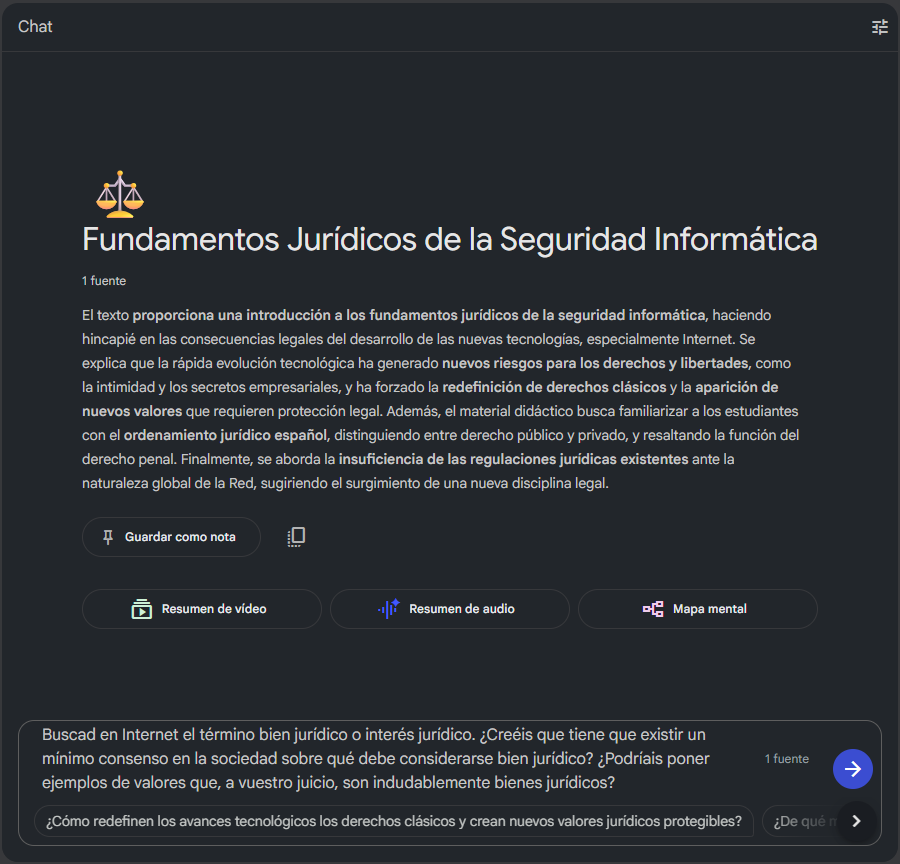 Chat
Fundamentos Jurídicos de la Seguridad Informática
1 fuente
El texto proporciona una introducción a los fundamentos jurídicos de la seguridad informática, haciendo
hincapié en las consecuencias legales del desarrollo de las nuevas tecnologías, especialmente Internet. Se
explica que la rápida evolución tecnológica ha generado nuevos riesgos para los derechos y libertades, como
la intimidad y los secretos empresariales, y ha forzado la redefinición de derechos clásicos y la aparición de
nuevos valores que requieren protección legal. Además, el material didáctico busca familiarizar a los estudiantes
con el ordenamiento jurídico español, distinguiendo entre derecho público y privado, y resaltando la función del
derecho penal. Finalmente, se aborda la insuficiencia de las regulaciones jurídicas existentes ante la
naturaleza global de la Red, sugiriendo el surgimiento de una nueva disciplina legal.
Guardar como nota
Resumen de vídeo
Resumen de audio
Mapa mental
Buscad en Internet el término bien jurídico o interés jurídico. ¿Creéis que tiene que existir un
mínimo consenso en la sociedad sobre qué debe considerarse bien jurídico? ¿Podríais poner
ejemplos de valores que, a vuestro juicio, son indudablemente bienes jurídicos?
1 fuente
¿Cómo redefinen los avances tecnológicos los derechos clásicos y crean nuevos valores jurídicos protegibles?
¿De qué